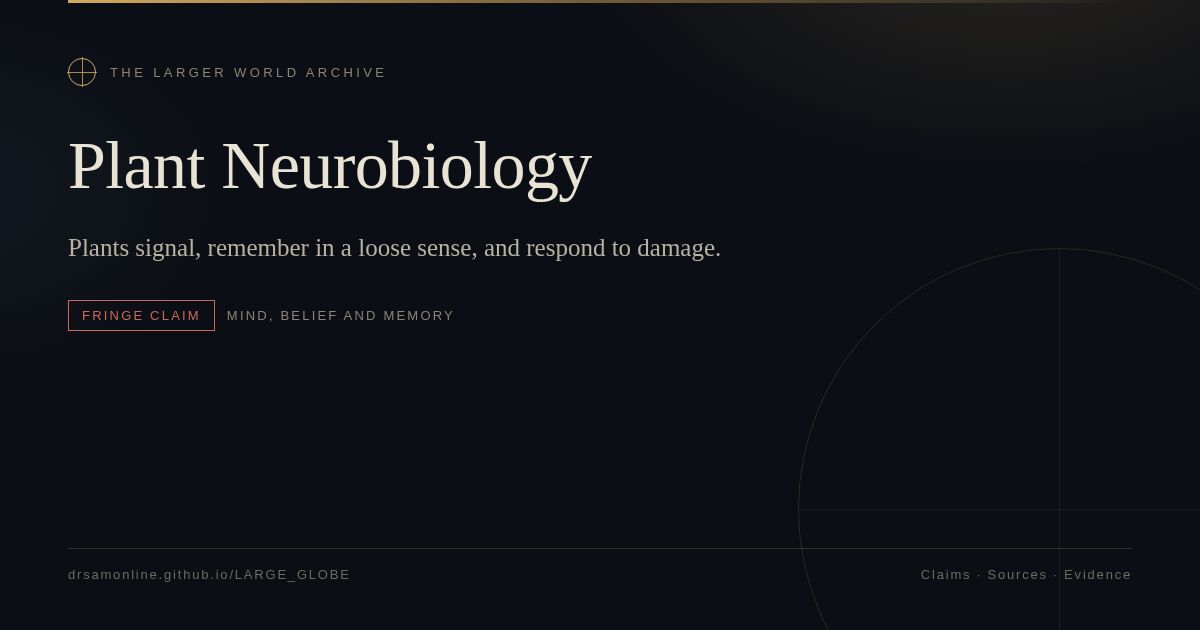 THE LARGER WORLD ARCHIVE
Plant Neurobiology
Plants signal, remember in a loose sense, and respond to damage.
FRINGE CLAIM MIND, BELIEF AND MEMORY
drsamonline.github.io/LARGE_GLOBE Claims · Sources · Evidence